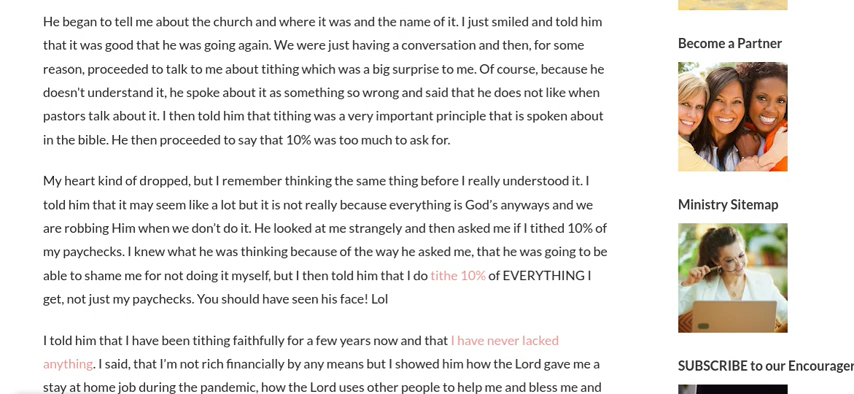 He began to tell me about the church and where it was and the name of it. I just smiled and told him
that it was good that he was going again. We were just having a conversation and then, for some
reason, proceeded to talk to me about tithing which was a big surprise to me. Of course, because he
doesn't understand it, he spoke about it as something so wrong and said that he does not like when
pastors talk about it. I then told him that tithing was a very important principle that is spoken about
in the bible. He then proceeded to say that 10% was too much to ask for.
My heart kind of dropped, but I remember thinking the same thing before I really understood it. I
told him that it may seem like a lot but it is not really because everything is God's anyways and we
are robbing Him when we don't do it. He looked at me strangely and then asked me if I tithed 10% of
my paychecks. I knew what he was thinking because of the way he asked me, that he was going to be
able to shame me for not doing it myself, but I then told him that I do tithe 10% of EVERYTHING I
get, not just my paychecks. You should have seen his face! Lol
I told him that I have been tithing faithfully for a few years now and that I have never lacked
anything. I said, that I'm not rich financially by any means but I showed him how the Lord gave me a
stay at home job during the pandemic, how the Lord uses other people to help me and bless me and
Become a Partner
Ministry Sitemap
SUBSCRIBE to our Encourager